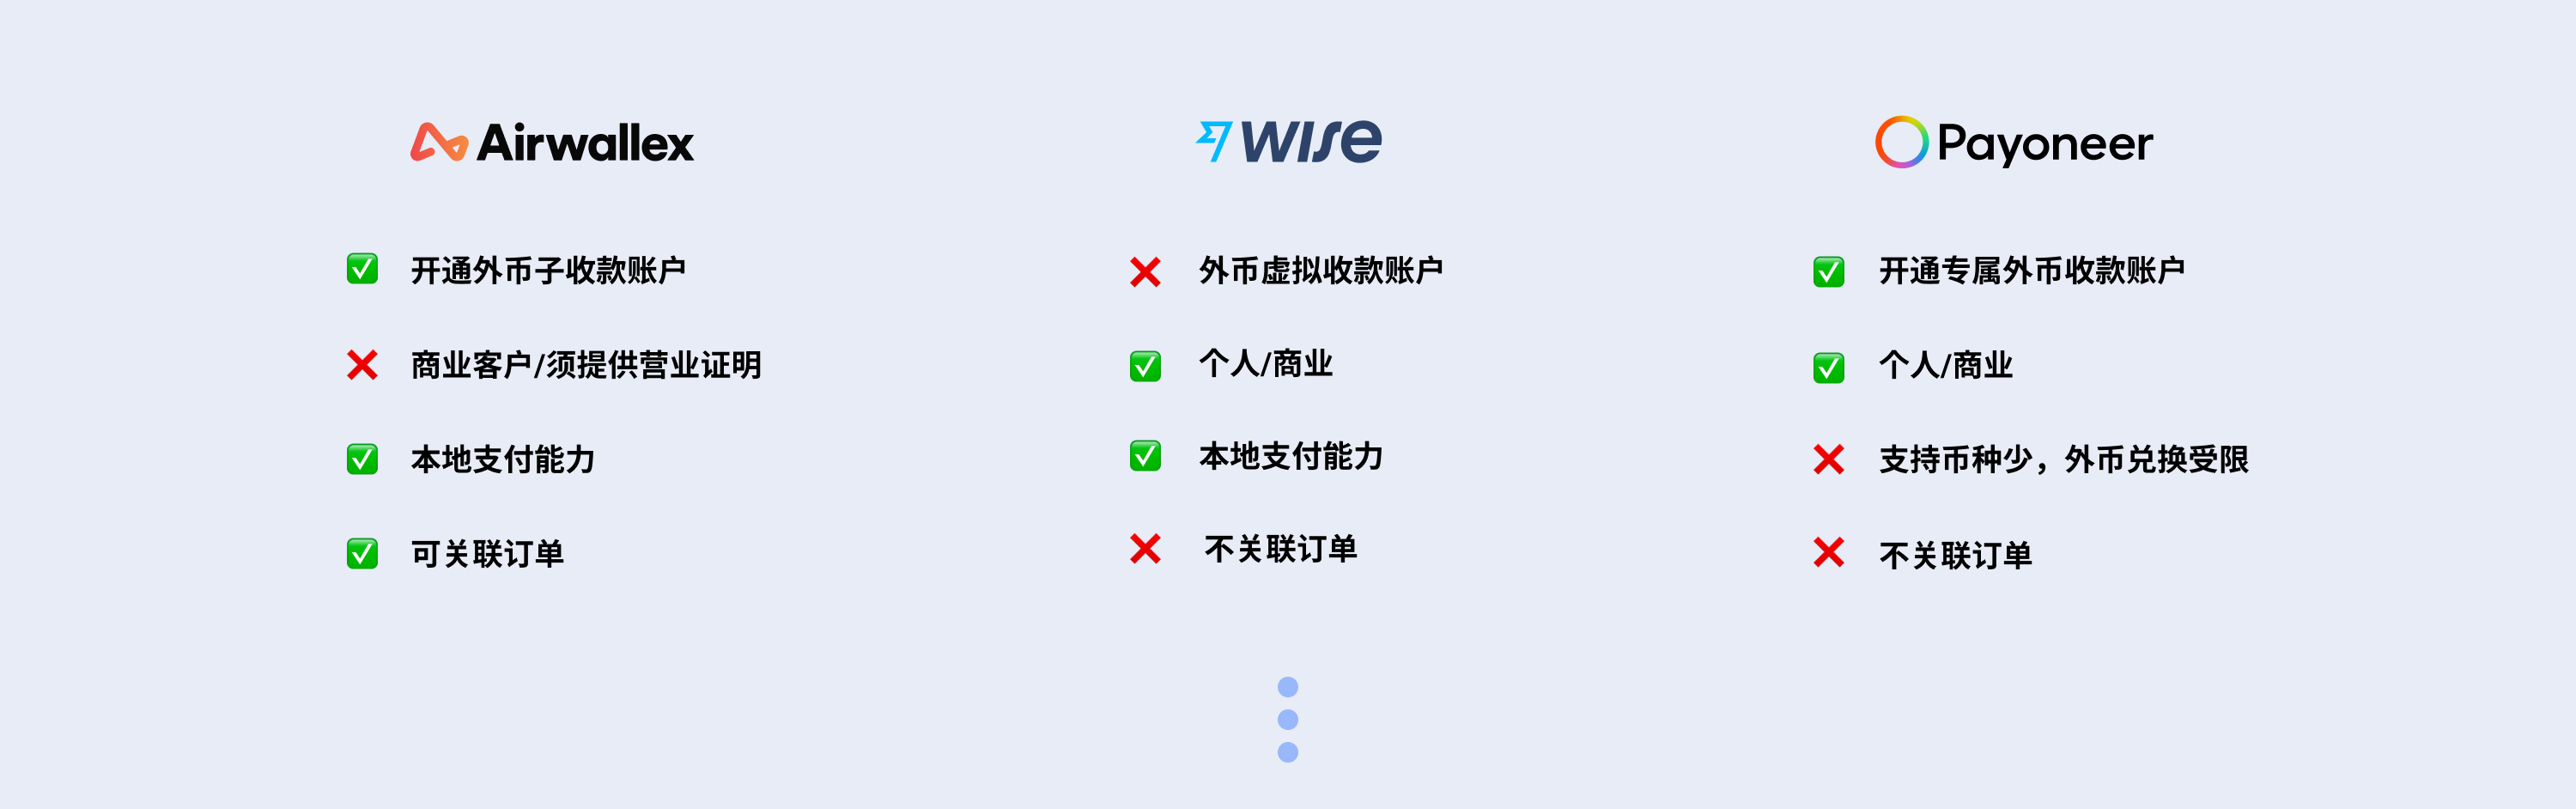 Airwallex
开通外币子收款账户
商业客户/须提供营业证明
本地支付能力
可关联订单
wise
外币虚拟收款账户
个人/商业
本地支付能力
不关联订单
Payoneer
开通专属外币收款账户
个人/商业
支持币种少，外币兑换受限
不关联订单